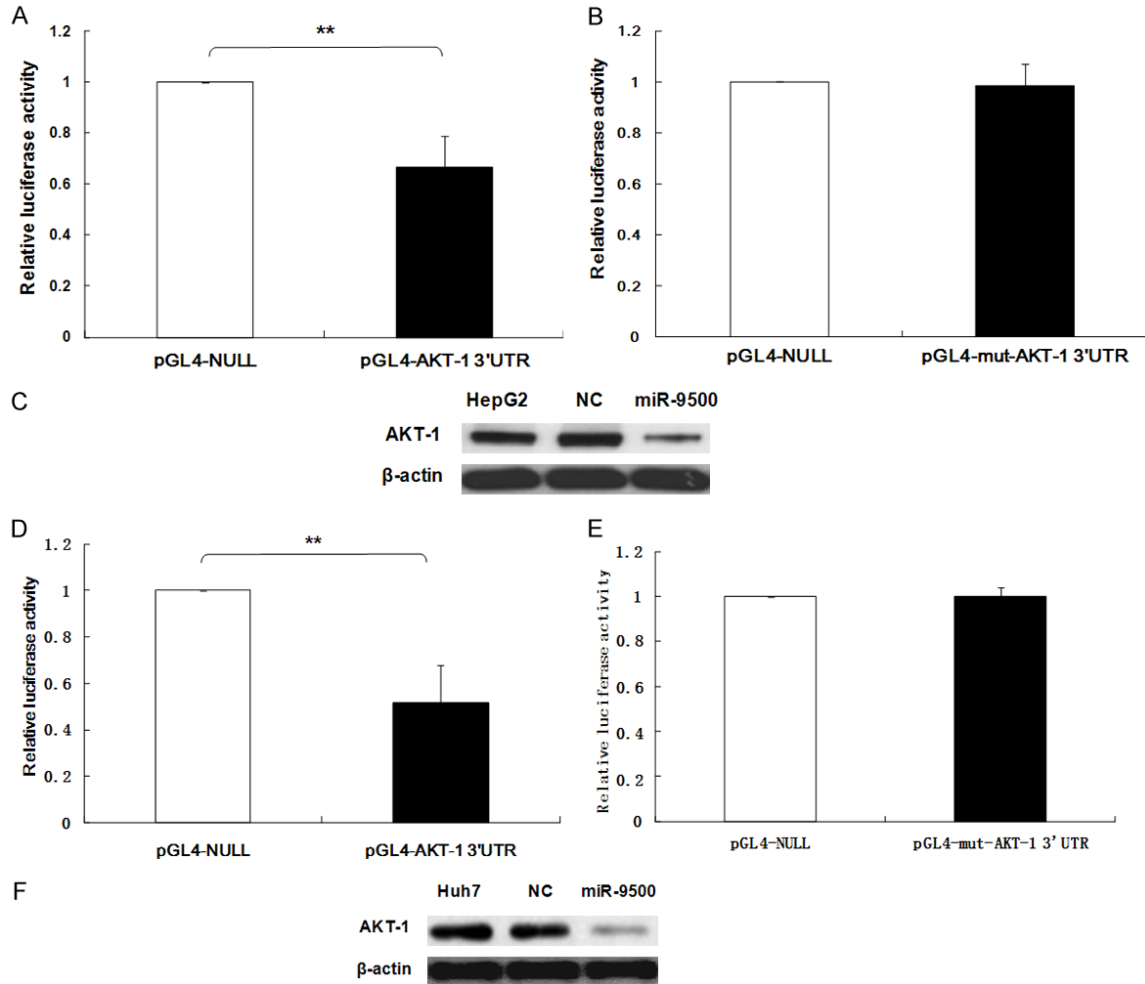 A
Relative luciferase activity
1.2
1
0.8
0.6
0.4
0.2
0
**
pGL4-NULL
pGL4-AKT-1 3'UTR
B
Relative luciferase activity
1.2
1
0.8
0.6
0.4
0.2
0
pGL4-NULL
pGL4-mut-AKT-1 3'UTR
C
HepG2 NC miR-9500
AKT-1
β-actin
D
Relative luciferase activity
1.2
1
0.8
0.6
0.4
0.2
0
**
pGL4-NULL
pGL4-AKT-1 3'UTR
E
Relative luciferase activity
1.2
1
0.8
0.6
0.4
0.2
0
pGL4-NULL
pGL4-mut-AKT-1 3'UTR
F
Huh7 NC miR-9500
AKT-1
β-actin